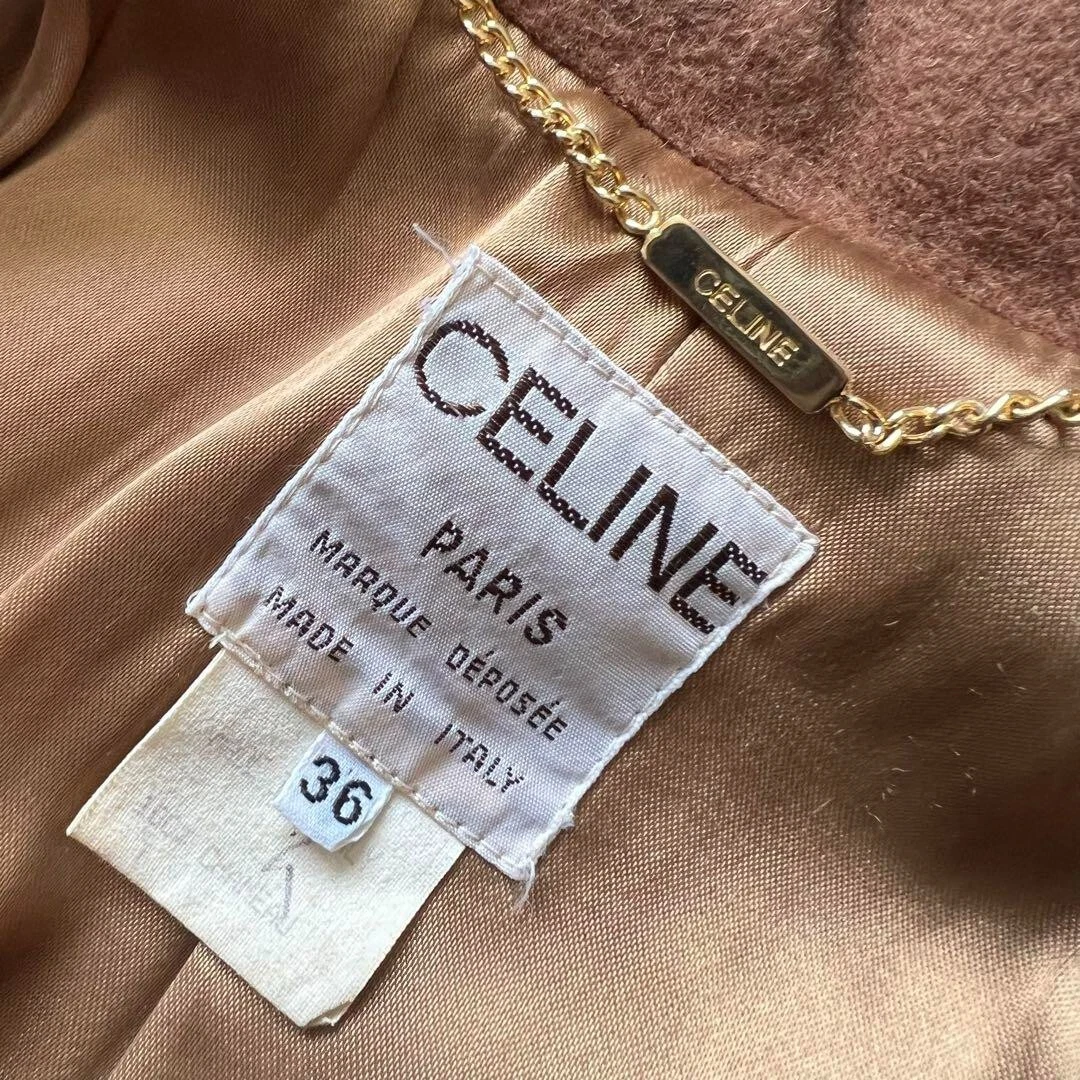 CELINE
CELINE
PARIS
MARQUE DÉPOSÉE
MADE IN ITALY
36